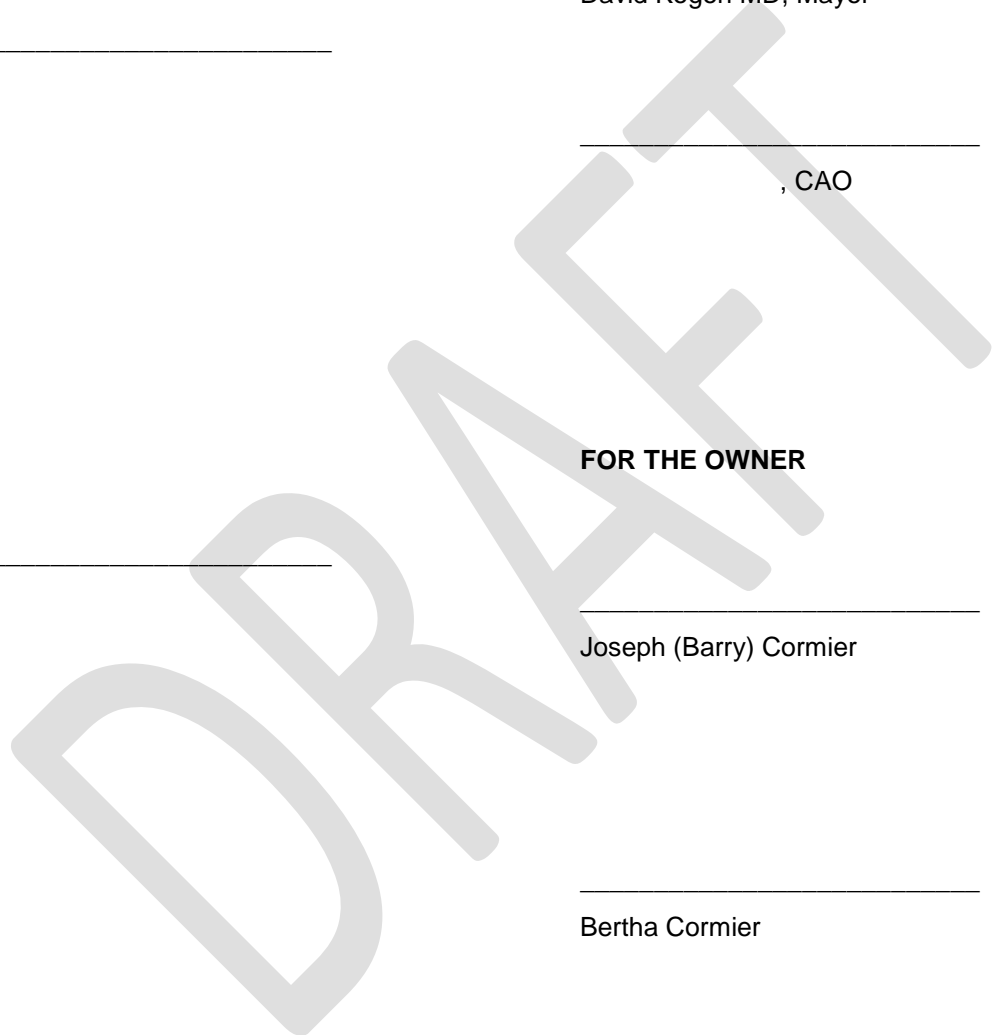 David MD, Mayor
, CAO
FOR THE OWNER
Joseph (Barry) Cormier
Bertha Cormier
DRAFT